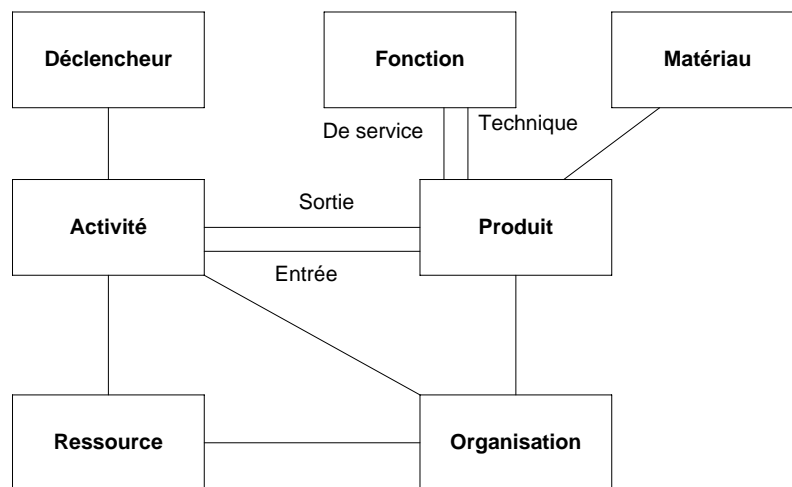 Déclencheur
Fonction
Matériau
De service
Technique
Activité
Sortie
Produit
Entrée
Ressource
Organisation